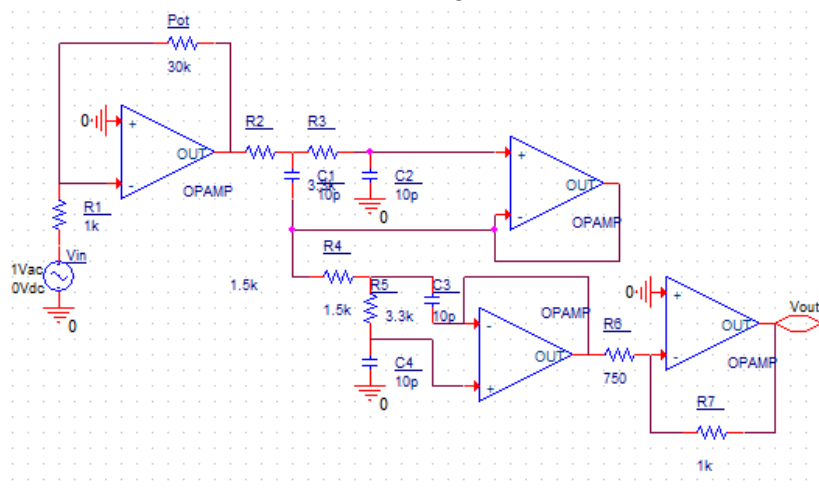 Pot
30k
0
+
-
OUT
OPAMP
R1
1k
Vin
1Vac
0Vdc
0
R2
R3
C1
3.3k
10p
C2
10p
0
+
-
OUT
OPAMP
R4
1.5k
R5
1.5k
3.3k
C3
10p
C4
10p
0
-
+
OUT
OPAMP
R6
750
0
+
-
OUT
OPAMP
Vout
R7
1k